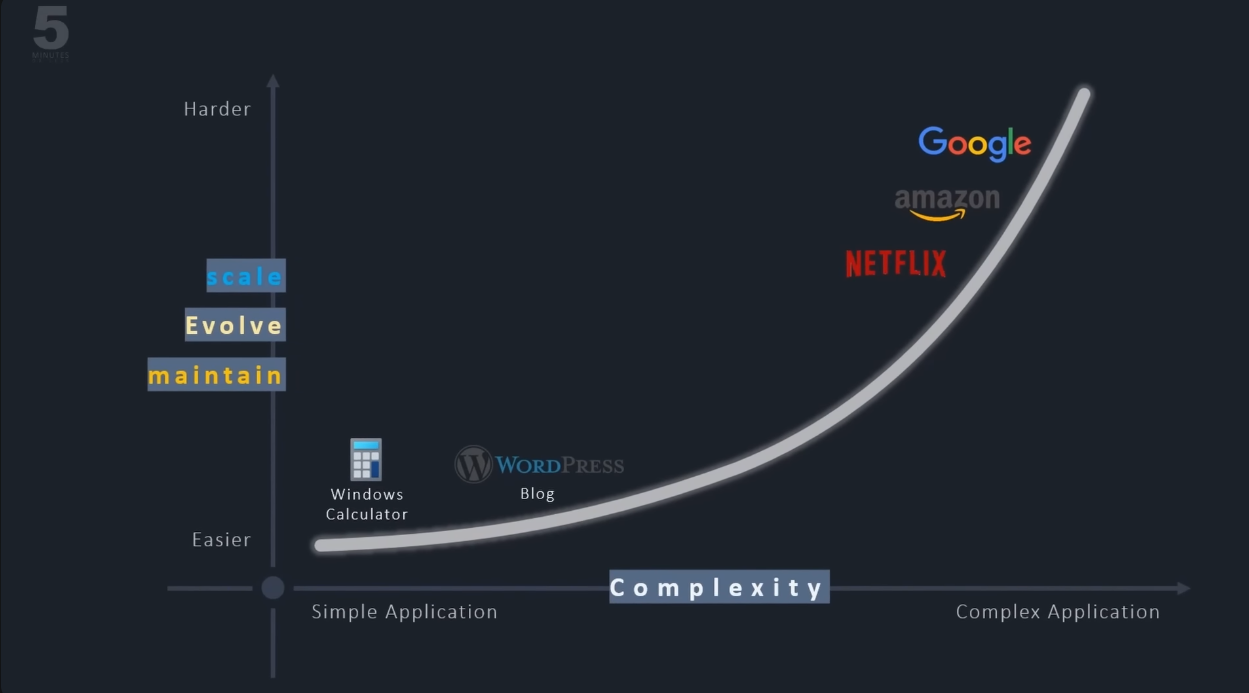 5
MINUTES
Harder
Google
amazon
NETFLIX
scale
Evolve
maintain
WORDPRESS
Windows
Calculator
Blog
Easier
Complexity
Simple Application
Complex Application